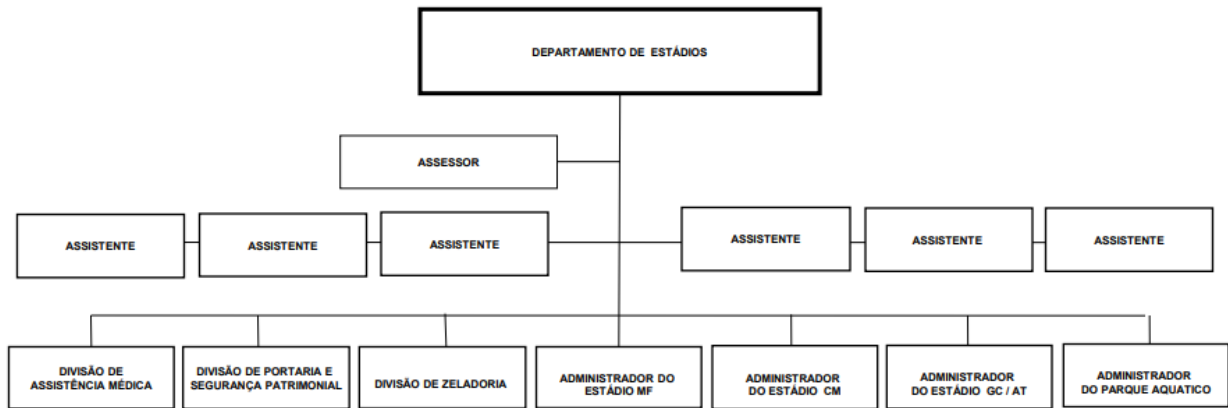 DEPARTAMENTO DE ESTÁDIOS
ASSESSOR
ASSISTENTE
ASSISTENTE
ASSISTENTE
ASSISTENTE
ASSISTENTE
ASSISTENTE
DIVISÃO DE
ASSISTÊNCIA MÉDICA
DIVISÃO DE PORTARIA E
SEGURANÇA PATRIMONIAL
DIVISÃO DE ZELADORIA
ADMINISTRADOR DO
ESTÁDIO MF
ADMINISTRADOR
DO ESTÁDIO CM
ADMINISTRADOR
DO ESTÁDIO GC / AT
ADMINISTRADOR
DO PARQUE AQUATICO